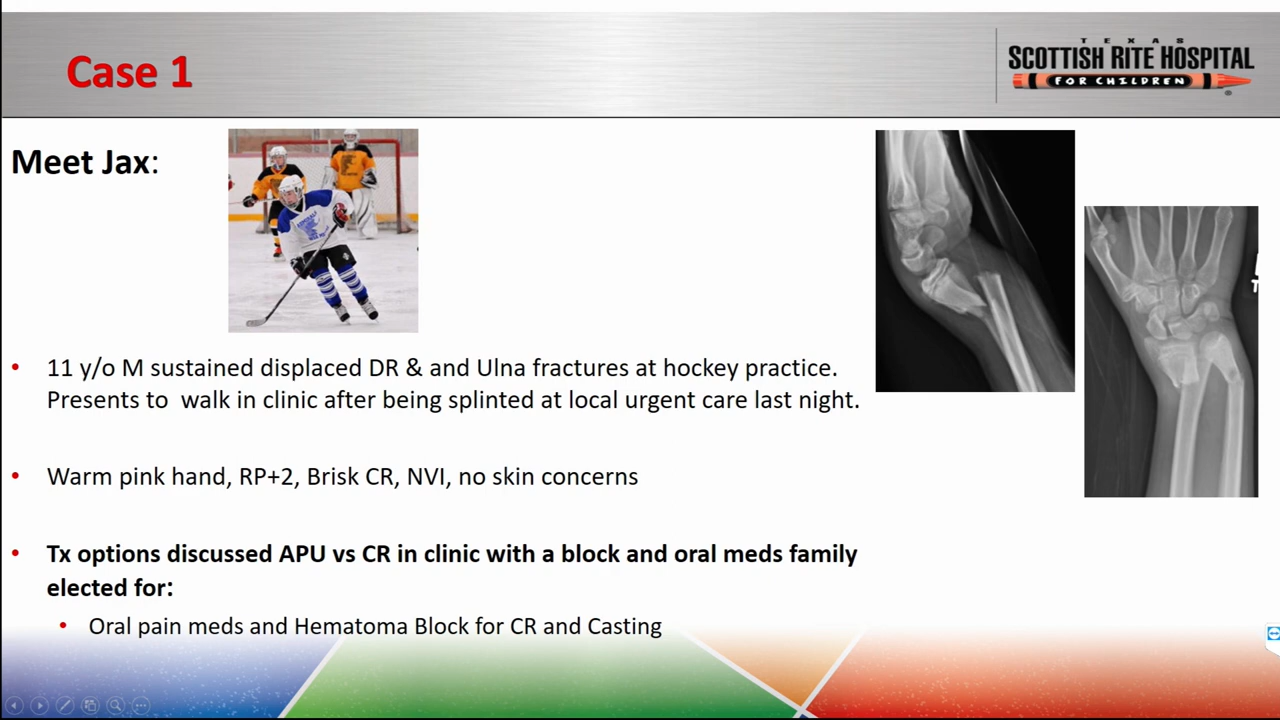 Case 1
TEXAS
SCOTTISH RITE HOSPITAL
FOR CHILDREN
Meet Jax:
• 11 y/o M sustained displaced DR & and Ulna fractures at hockey practice.
Presents to walk in clinic after being splinted at local urgent care last night.
• Warm pink hand, RP+2, Brisk CR, NVI, no skin concerns
• Tx options discussed APU vs CR in clinic with a block and oral meds family
elected for:
• Oral pain meds and Hematoma Block for CR and Casting